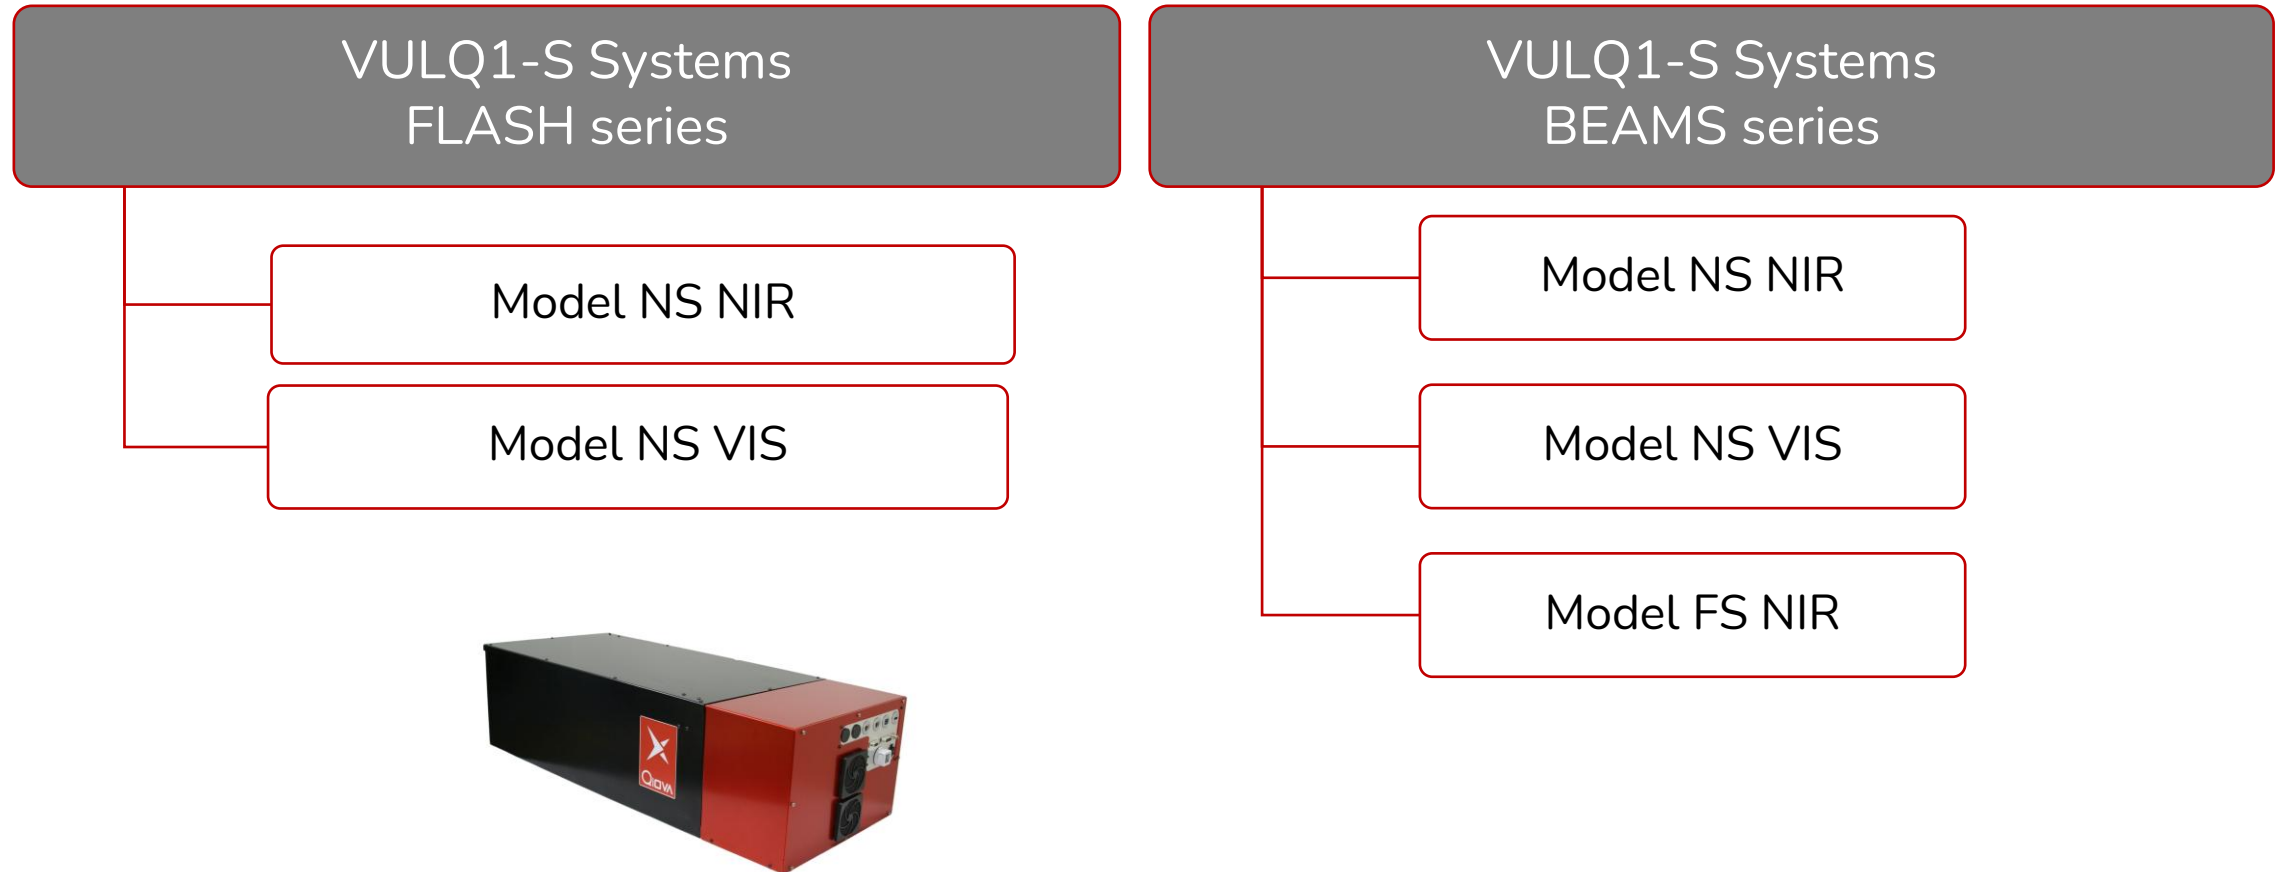 VULQ1-S Systems
FLASH series
Model NS NIR
Model NS VIS
QIOVA
VULQ1-S Systems
BEAMS series
Model NS NIR
Model NS VIS
Model FS NIR